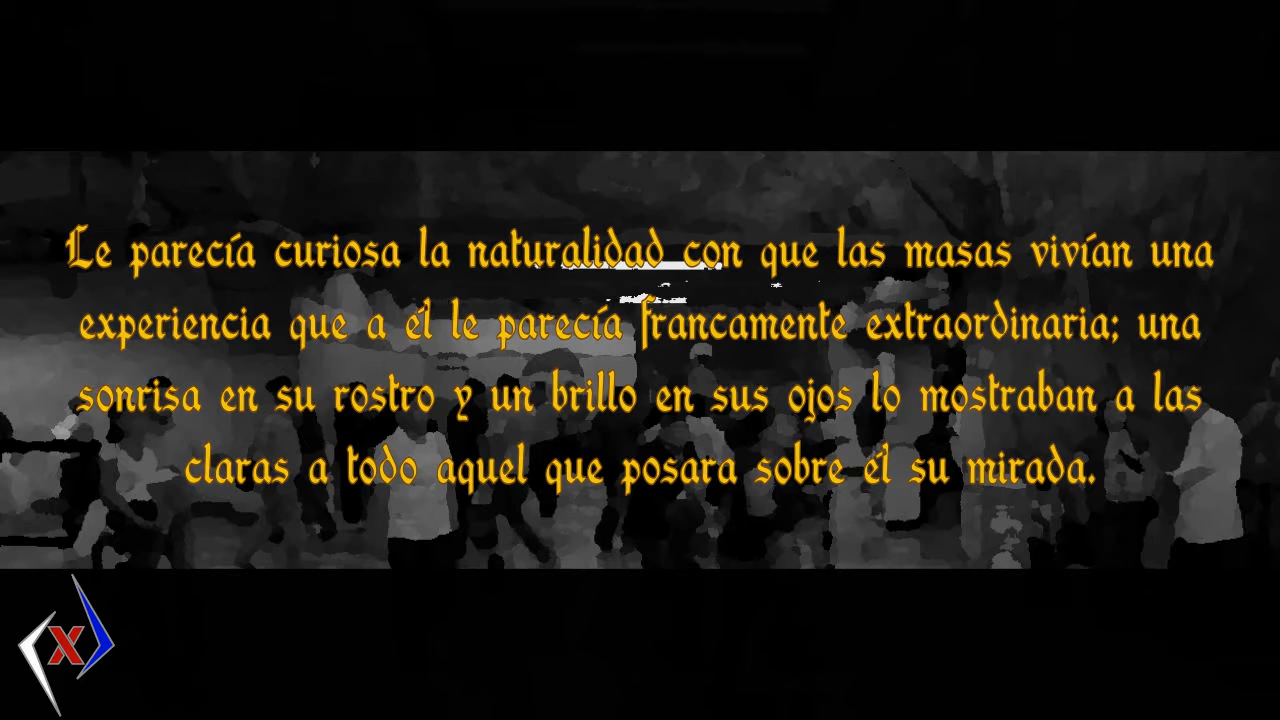 Le parecía curiosa la naturalidad con que las masas vivían una
experiencia que a él le parecía francamente extraordinaria; una
sonrisa en su rostro y un brillo en sus ojos lo mostraban a las
claras a todo aquel que posara sobre él su mirada.
X